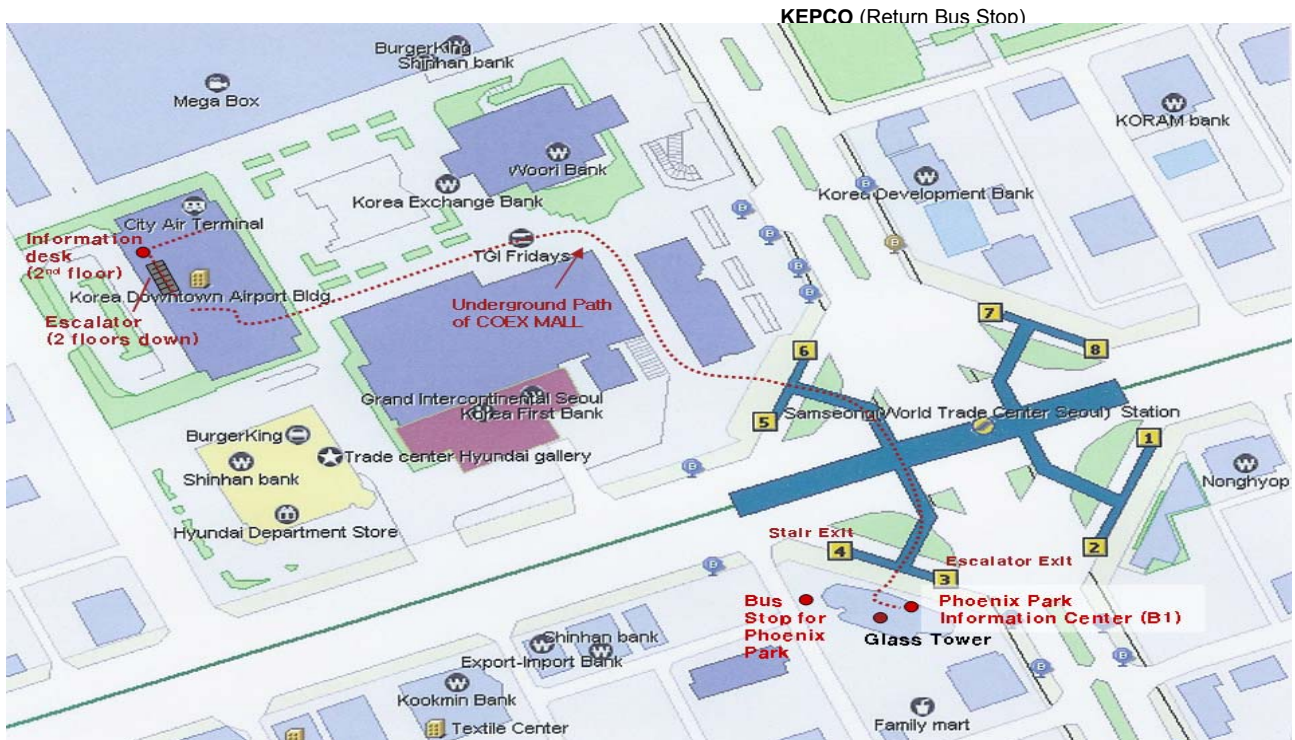 KEPCO (Return Bus Stop)
BurgerKing
Shinhan bank
Mega Box
KORAM bank
Woori Bank
Korea Exchange Bank
Korea Development Bank
City Air Terminal
Information
desk
(2nd floor)
TGI Fridays
Korea Downtown Airport Bldg.
Underground Path
of COEX MALL
Escalator
(2 floors down)
7
8
6
5
Grand Intercontinental Seoul
Korea First Bank
Samseong(World Trade Center Seoul) Station
1
2
BurgerKing
Trade center Hyundai gallery
Shinhan bank
Nonghyop
Hyundai Department Store
Stair Exit
4
3
Escalator Exit
Bus
Stop for
Phoenix
Park
Phoenix Park
Information Center (B1)
Glass Tower
Shinhan bank
Export-Import Bank
Kookmin Bank
Textile Center
Family mart